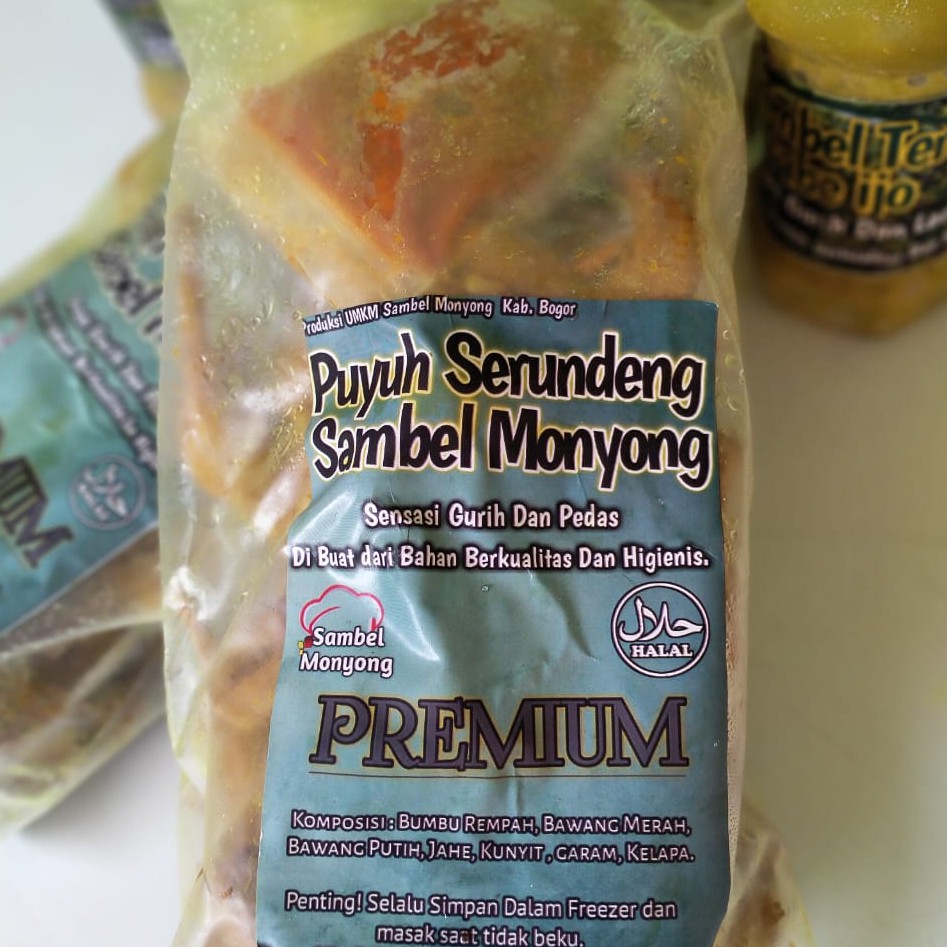 Produksi UMKM Sambel Monyong Kab. Bogor
Puyuh Serundeng
Sambel Monyong
Sensasi Gurih Dan Pedas
Di Buat dari Bahan Berkualitas Dan Higienis.
Sambel
Monyong
حلال
HALAL
PREMIUM
Komposisi : Bumbu Rempah, Bawang Merah,
Bawang Putih, Jahe, Kunyit, garam, Kelapa.
Penting! Selalu Simpan Dalam Freezer dan
masak saat tidak beku.
ijo
حلال